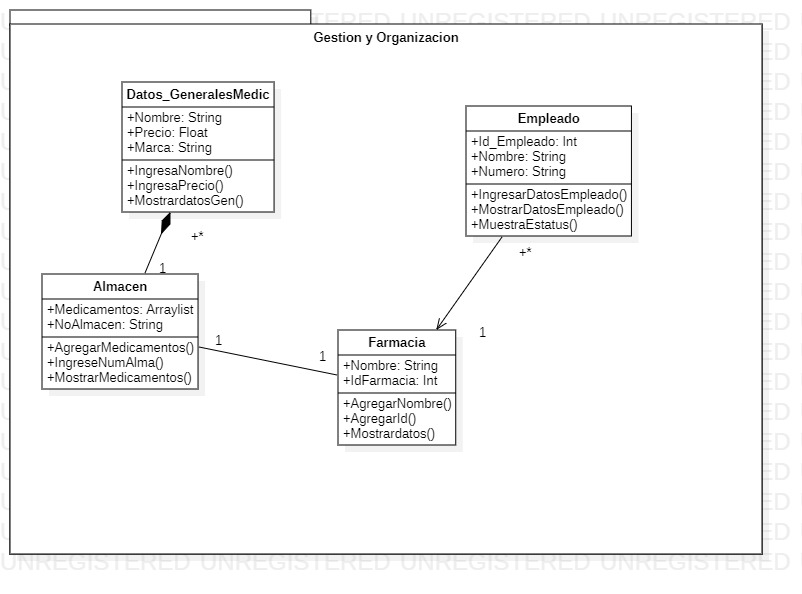 Gestion y Organizacion
Datos_GeneralesMedic
+Nombre: String
+Precio: Float
+Marca: String
+IngresaNombre()
+IngresaPrecio()
+MostrardatosGen()
+*
1
Empleado
+Id_Empleado: Int
+Nombre: String
+Numero: String
+IngresarDatosEmpleado()
+MostrarDatosEmpleado()
+MuestraEstatus()
+*
1
Almacen
+Medicamentos: Arraylist
+NoAlmacen: String
+AgregarMedicamentos()
+IngreseNumAlma()
+MostrarMedicamentos()
1
1
Farmacia
+Nombre: String
+IdFarmacia: Int
+AgregarNombre()
+AgregarId()
+Mostrardatos()
UNREGISTERED UNREGISTERED UNREGISTERED UNREGISTERED